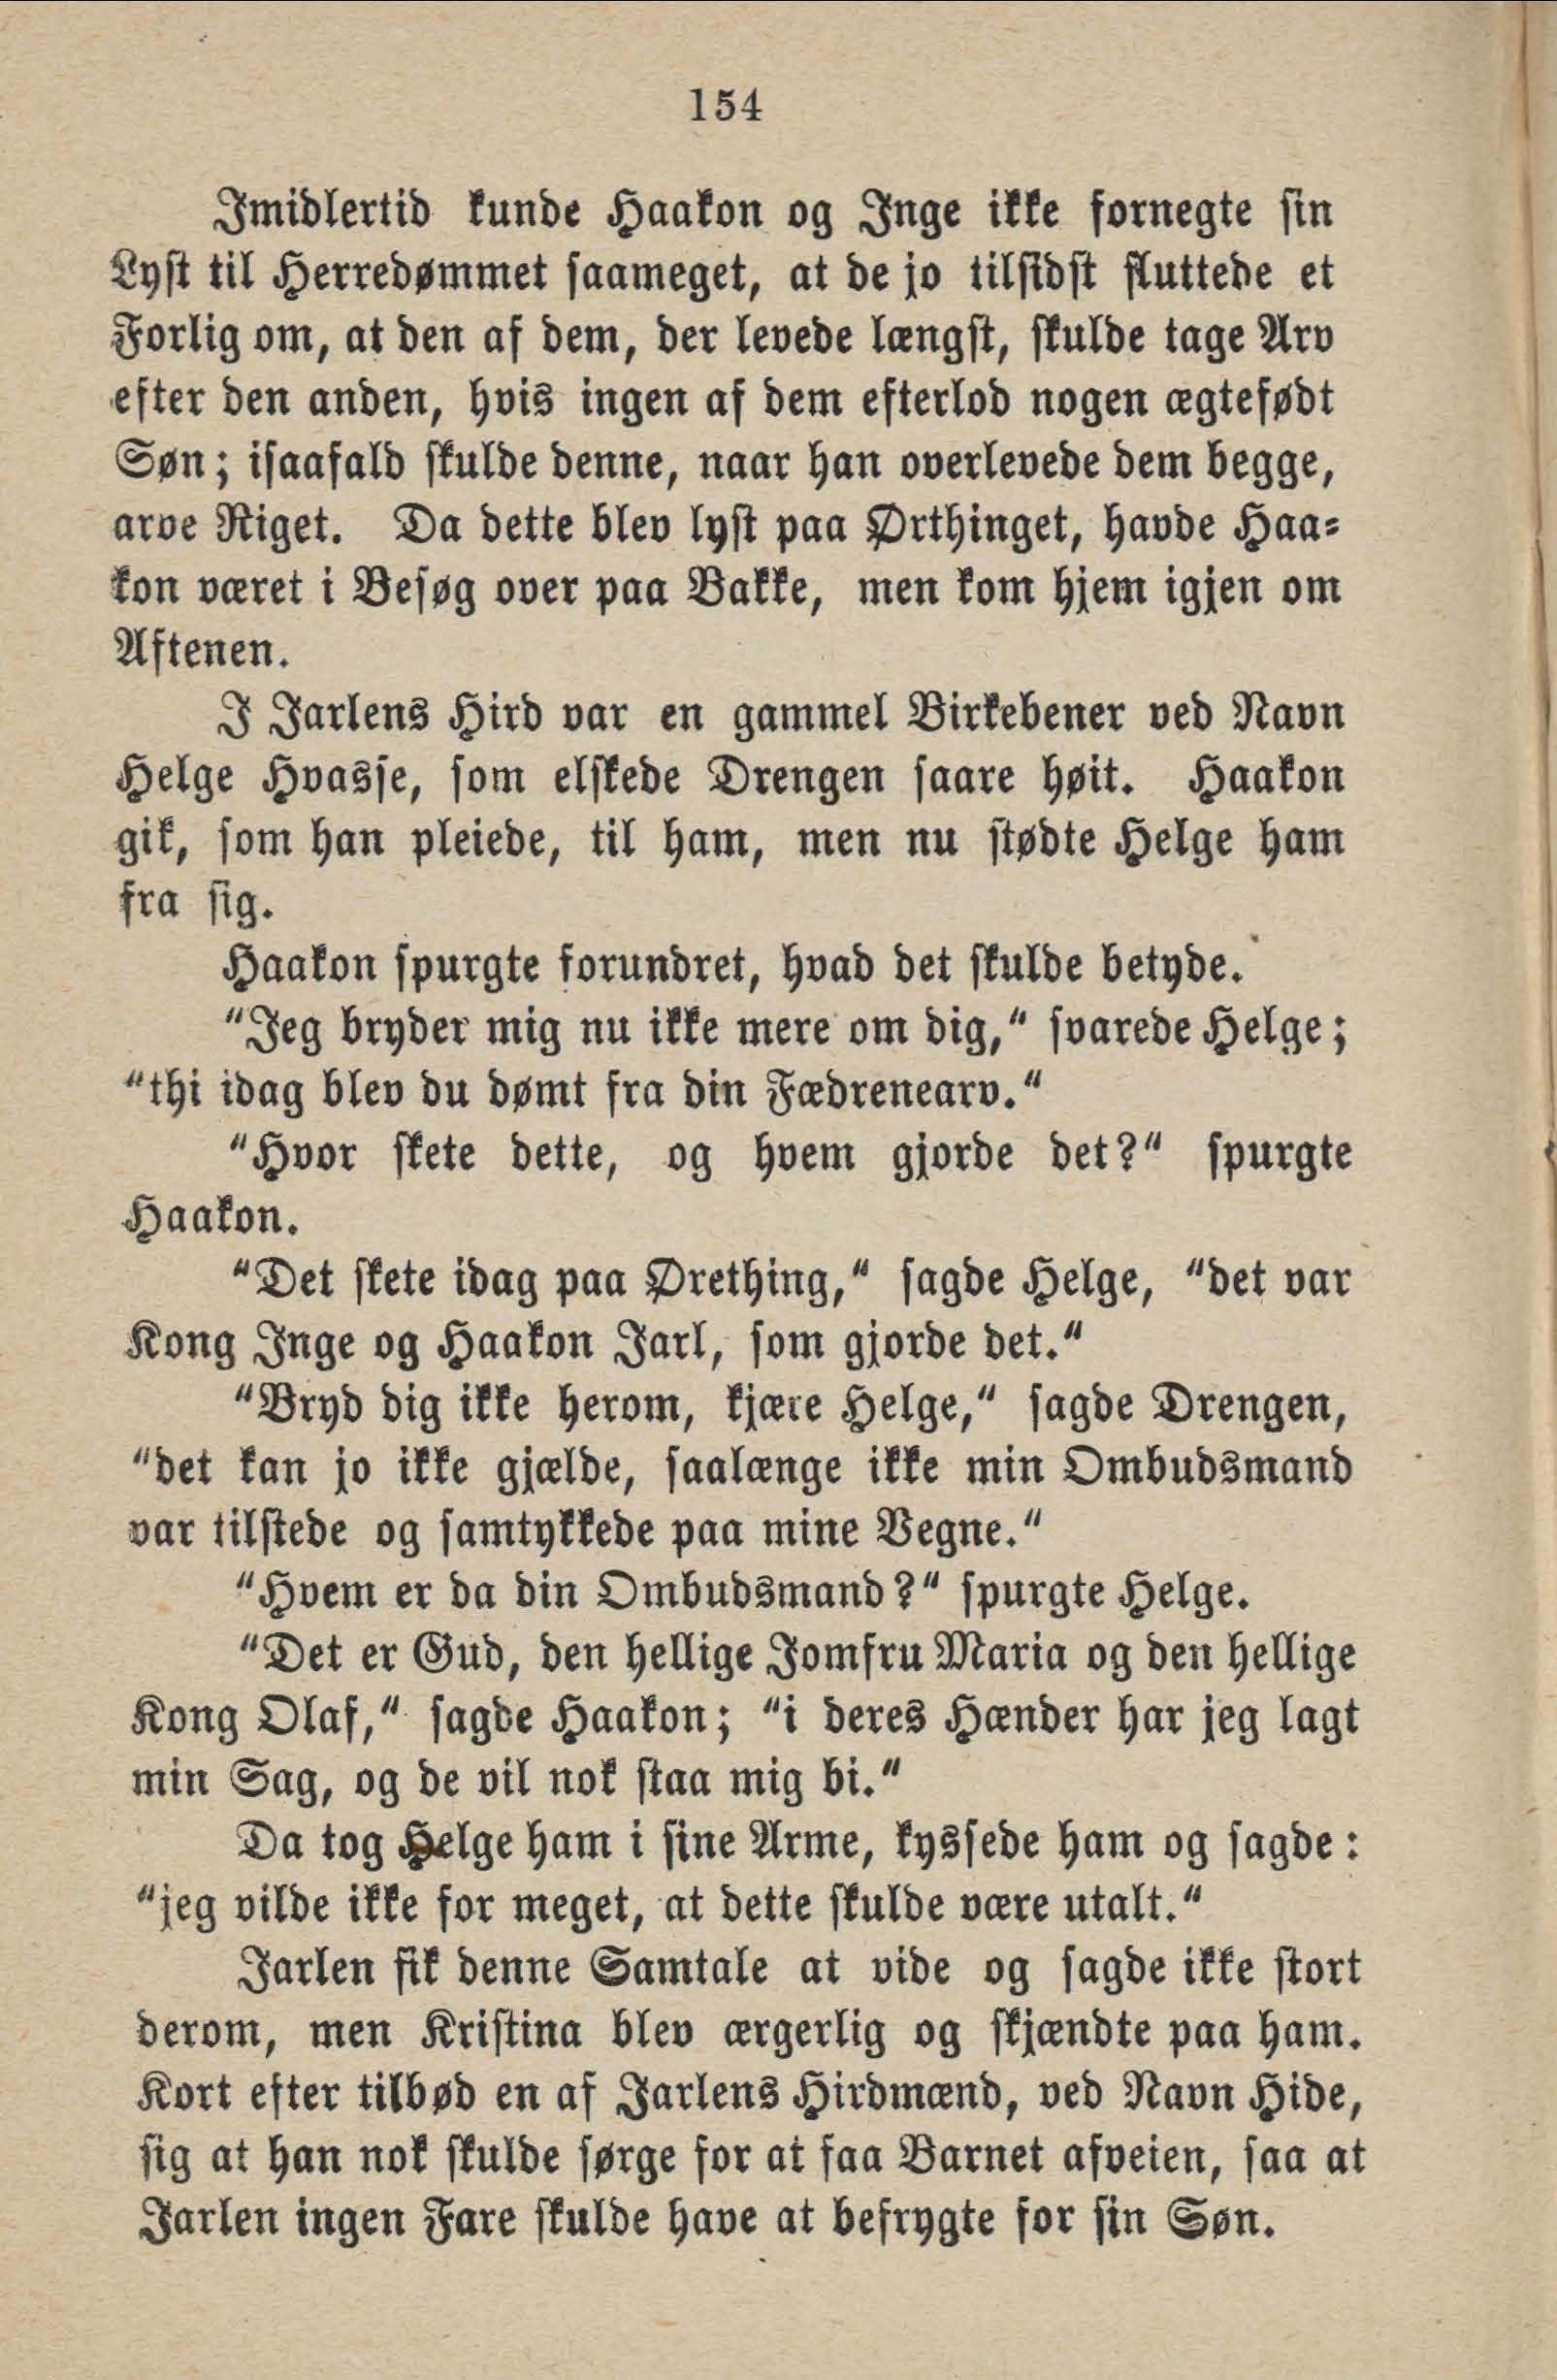 154
Imidlertid kunde Haakon og Inge ikke fornegte sin
Lyst til Herredømmet saameget, at de jo tilsidst sluttede et
Forlig om, at den af dem, der levede længst, skulde tage Arv
efter den anden, hvis ingen af dem efterlod nogen ægtefødt
Søn; isaafald skulde denne, naar han overlevede dem begge,
arve Riget. Da dette blev lyst paa Ørthinget, havde Haa-
kon været i Besøg over paa Bakke, men kom hjem igjen om
Aftenen.
I Jarlens Hird var en gammel Birkebener ved Navn
Helge Hvasse, som elskede Drengen saare høit. Haakon
gik, som han pleiede, til ham, men nu stødte Helge ham
fra sig.
Haakon spurgte forundret, hvad det skulde betyde.
"Jeg bryder mig nu ikke mere om dig," svarede Helge;
"thi idag blev du dømt fra din Fædrenearv."
"Hvor skete dette, og hvem gjorde det?" spurgte
Haakon.
"Det skete idag paa Ørething," sagde Helge, "det var
Kong Inge og Haakon Jarl, som gjorde det."
"Bryd dig ikke herom, kjære Helge," sagde Drengen,
"det kan jo ikke gjælde, saalænge ikke min Ombudsmand
var tilstede og samtykkede paa mine Vegne."
"Hvem er da din Ombudsmand?" spurgte Helge.
"Det er Gud, den hellige Jomfru Maria og den hellige
Kong Olaf," sagde Haakon; "i deres Hænder har jeg lagt
min Sag, og de vil nok staa mig bi."
Da tog Helge ham i sine Arme, kyssede ham og sagde:
"jeg vilde ikke for meget, at dette skulde være utalt."
Jarlen fik denne Samtale at vide og sagde ikke stort
derom, men Kristina blev ærgerlig og skjændte paa ham.
Kort efter tilbød en af Jarlens Hirdmænd, ved Navn Hide,
sig at han nok skulde sørge for at faa Barnet afveien, saa at
Jarlen ingen Fare skulde have at befrygte for sin Søn.